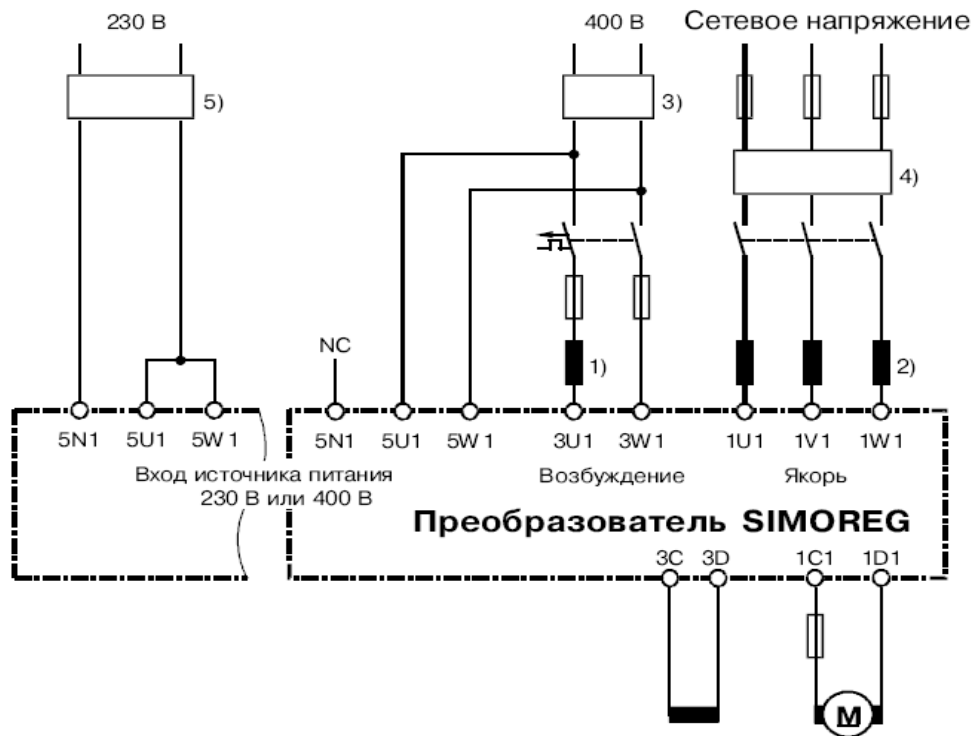 230 В
400 В
Сетевое напряжение
5)
3)
4)
NC
1)
2)
5N1 5U1 5W1
5N1 5U1 5W1 3U1 3W1 1U1 1V1 1W1
Вход источника питания
230 В или 400 В
Возбуждение
Якорь
Преобразователь SIMOREG
3C 3D 1C1 1D1
M